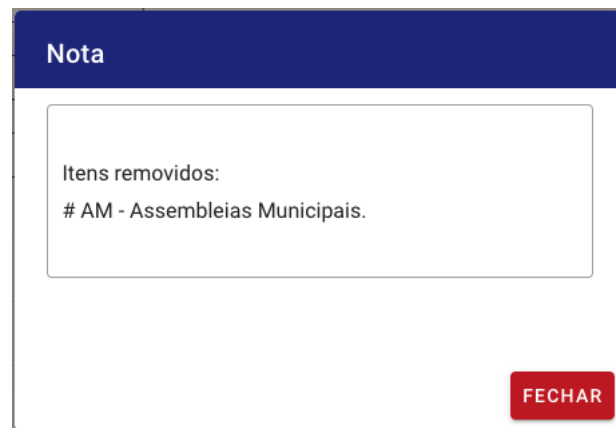 Nota
Itens removidos:
# AM - Assembleias Municipais.
FECHAR